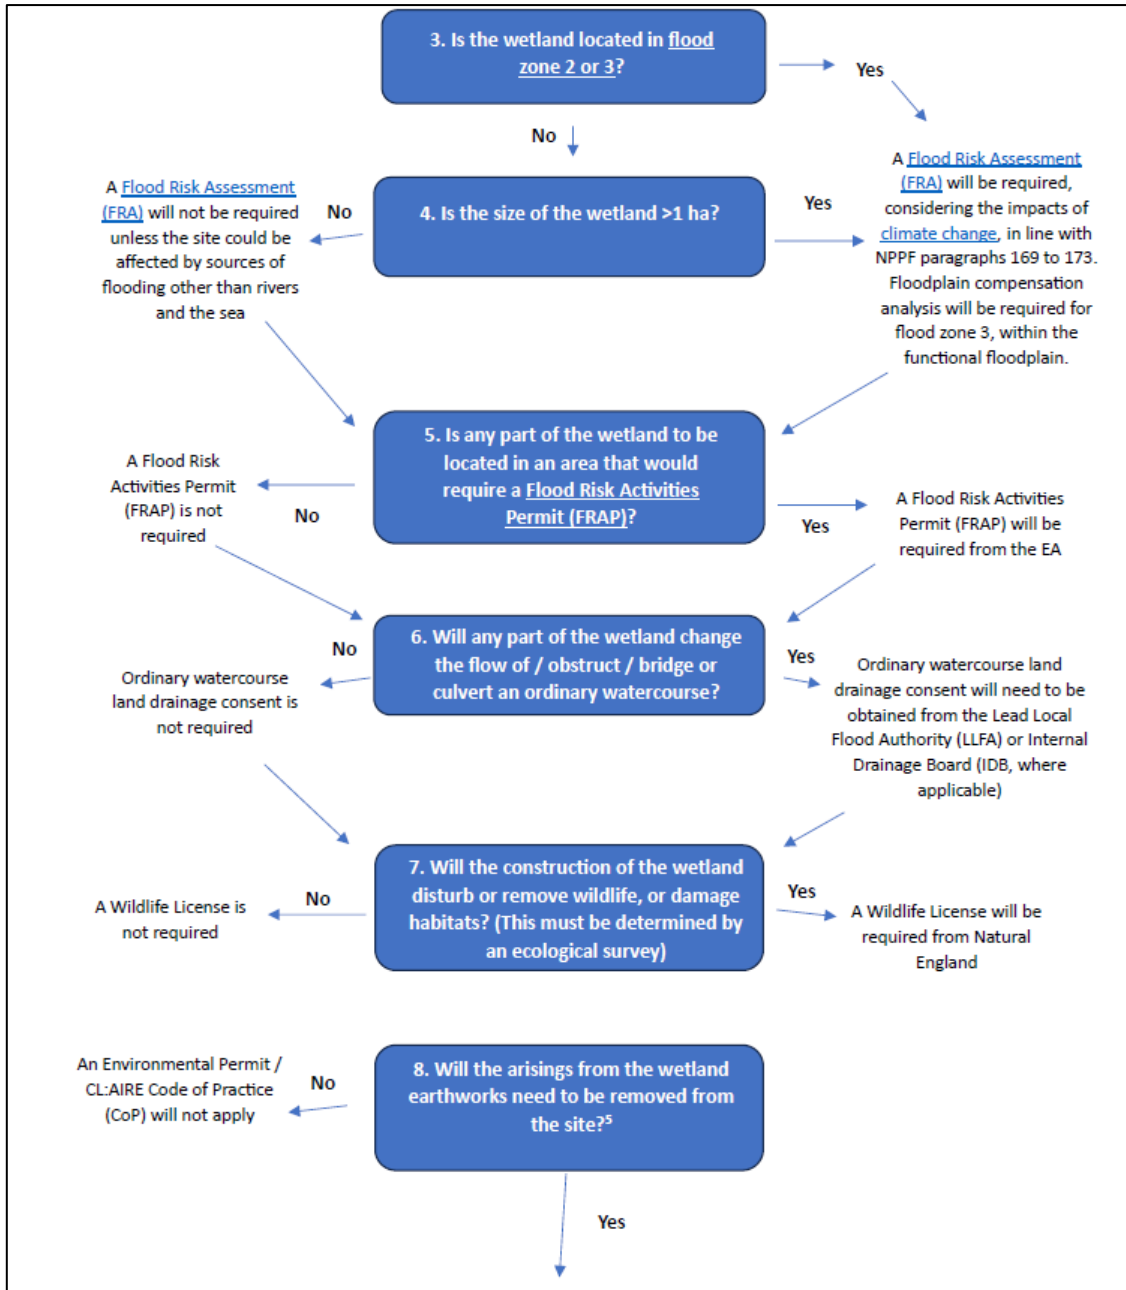 3. Is the wetland located in flood
zone 2 or 3?
Yes
No
A Flood Risk Assessment
(FRA) will not be required
unless the site could be
affected by sources of
flooding other than rivers
and the sea
No
4. Is the size of the wetland >1 ha?
Yes
A Flood Risk Assessment
(FRA) will be required,
considering the impacts of
climate change, in line with
NPPF paragraphs 169 to 173.
Floodplain compensation
analysis will be required for
flood zone 3, within the
functional floodplain.
5. Is any part of the wetland to be
located in an area that would
require a Flood Risk Activities
Permit (FRAP)?
A Flood Risk
Activities Permit
(FRAP) is not
required
No
Yes
A Flood Risk Activities
Permit (FRAP) will be
required from the EA
6. Will any part of the wetland change
the flow of / obstruct / bridge or
culvert an ordinary watercourse?
No
Yes
Ordinary watercourse
land drainage consent is
not required
Ordinary watercourse land
drainage consent will need to be
obtained from the Lead Local
Flood Authority (LLFA) or Internal
Drainage Board (IDB, where
applicable)
7. Will the construction of the wetland
disturb or remove wildlife, or damage
habitats? (This must be determined by
an ecological survey)
No
Yes
A Wildlife License is
not required
A Wildlife License will be
required from Natural
England
An Environmental Permit /
CL:AIRE Code of Practice
(CoP) will not apply
No
8. Will the arisings from the wetland
earthworks need to be removed from
the site?5
Yes